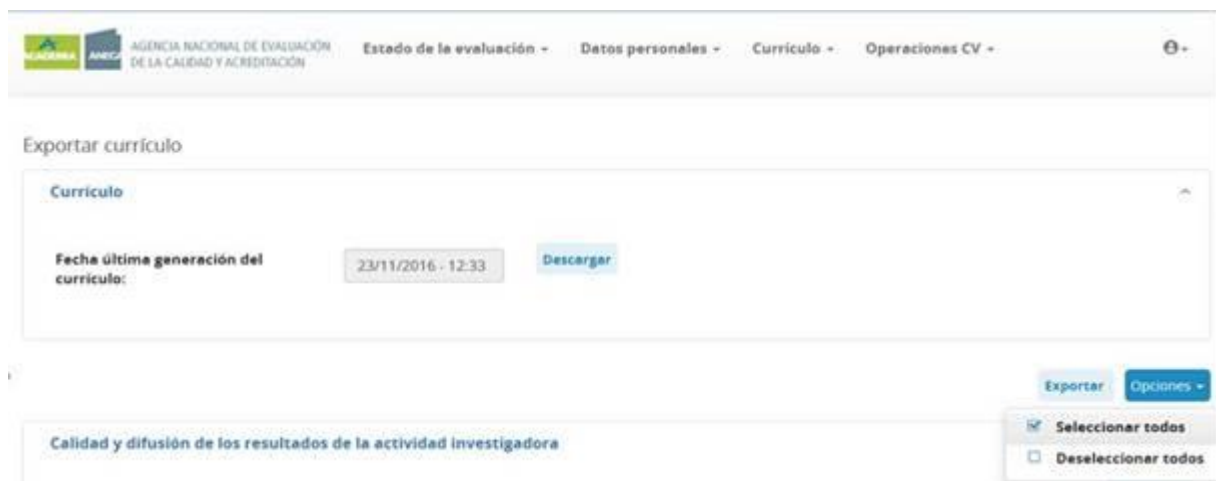 ACADEMIA ANECA AGENCIA NACIONAL DE EVALUACIÓN
DE LA CALIDAD Y ACREDITACIÓN
Estado de la evaluación Datos personales Currículo Operaciones CV
Exportar currículo
Currículo
Fecha última generación del
currículo:
23/11/2016 - 12:33 Descargar
Exportar Opciones
Seleccionar todos
Calidad y difusión de los resultados de la actividad investigadora
Deseleccionar todos